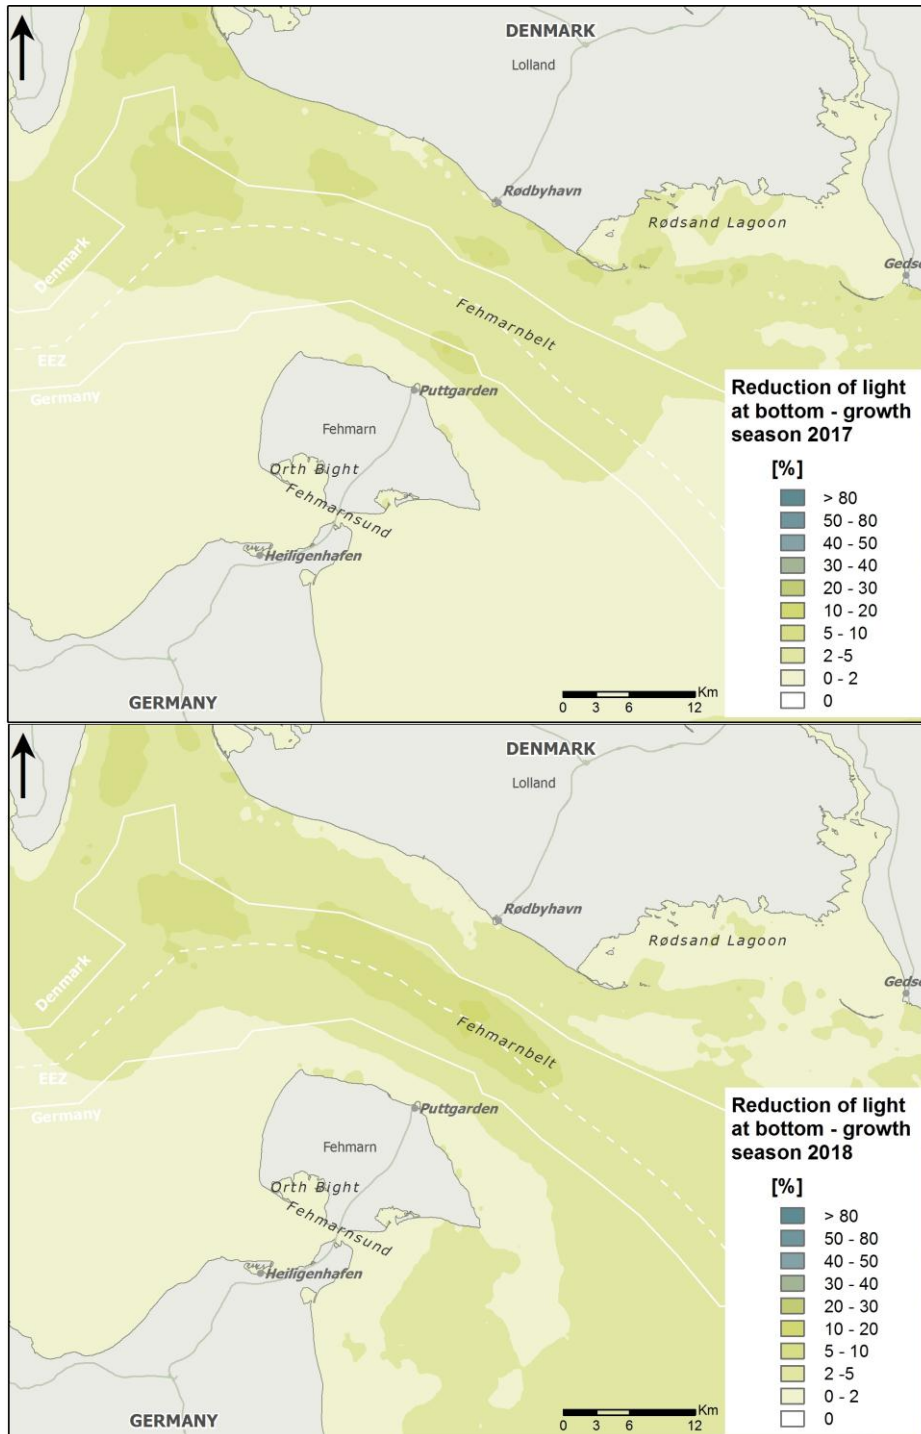 DENMARK
Lolland
Rødbyhavn
Rødsand Lagoon
Gedse
Denmark
Fehmarnbelt
EEZ
Germany
Puttgarden
Fehmarn
Orth Bight
Fehmarnsund
Heiligenhafen
GERMANY
Km
0 3 6 12
Reduction of light
at bottom - growth
season 2017
[%]
> 80
50 - 80
40 - 50
30 - 40
20 - 30
10 - 20
5 - 10
2 -5
0 - 2
0
DENMARK
Lolland
Rødbyhavn
Rødsand Lagoon
Gedse
Denmark
Fehmarnbelt
EEZ
Germany
Puttgarden
Fehmarn
Orth Bight
Fehmarnsund
Heiligenhafen
GERMANY
Km
0 3 6 12
Reduction of light
at bottom - growth
season 2018
[%]
> 80
50 - 80
40 - 50
30 - 40
20 - 30
10 - 20
5 - 10
2 -5
0 - 2
0